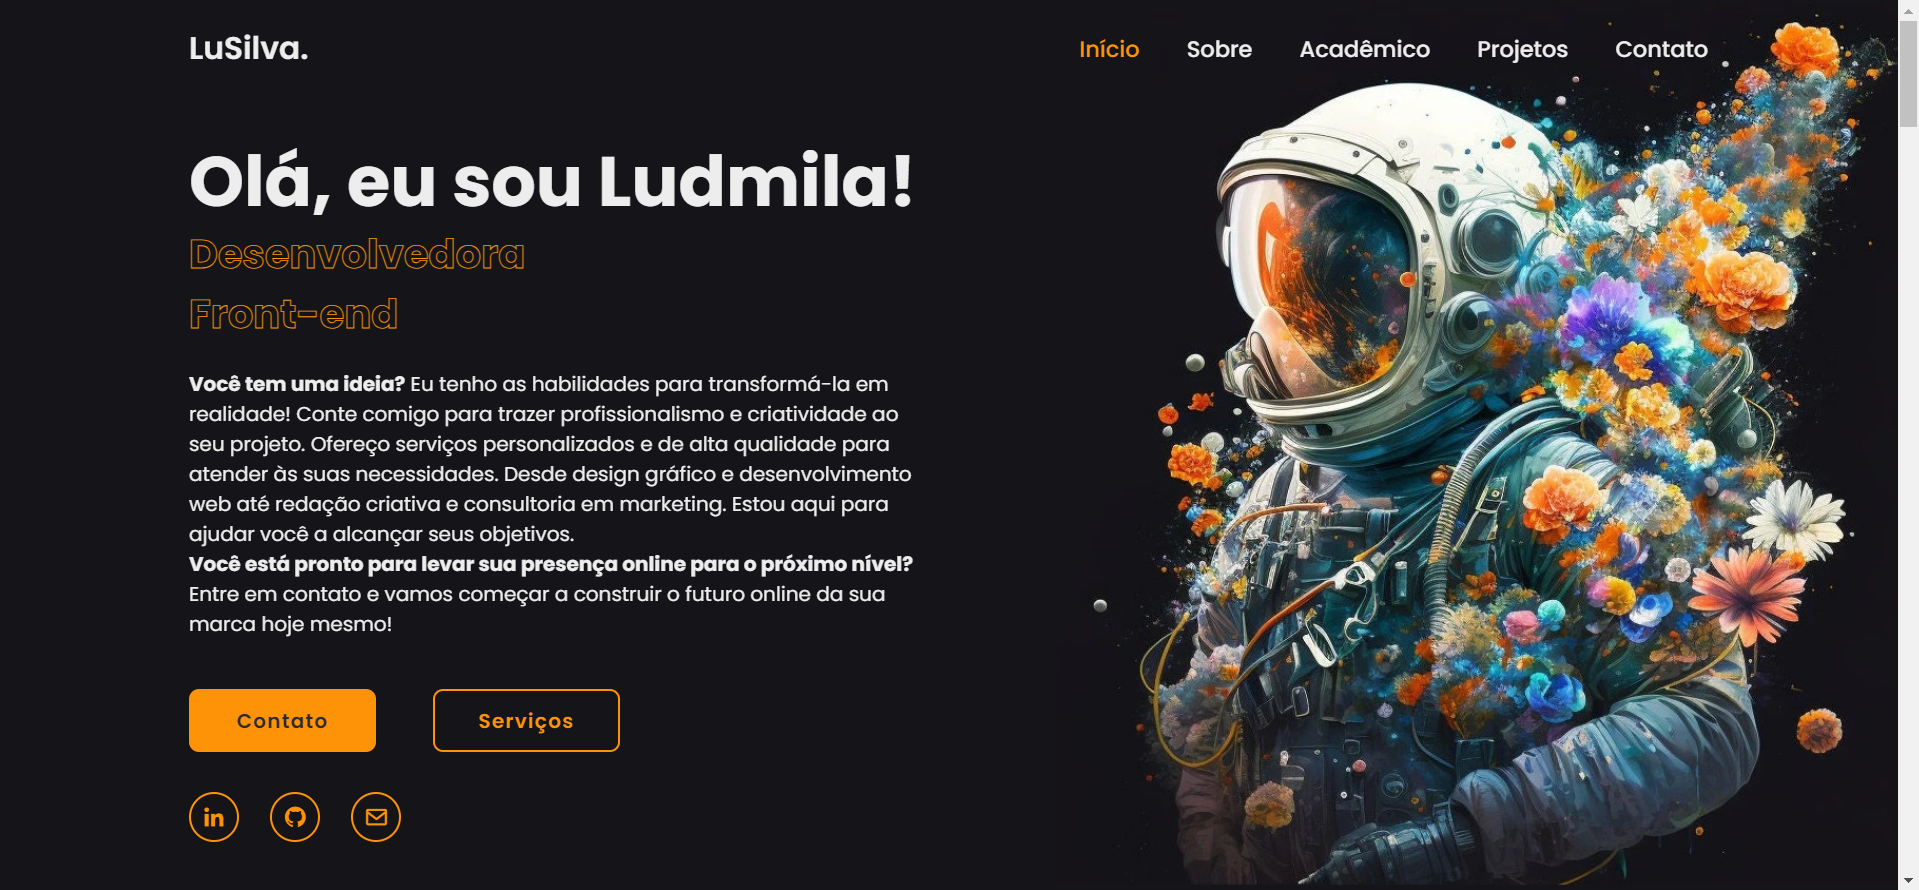 LuSilva.
Início
Sobre
Acadêmico
Projetos
Contato
Olá, eu sou Ludmila!
Desenvolvedora
Front-end
Você tem uma ideia? Eu tenho as habilidades para transformá-la em
realidade! Conte comigo para trazer profissionalismo e criatividade ao
seu projeto. Ofereço serviços personalizados e de alta qualidade para
atender às suas necessidades. Desde design gráfico e desenvolvimento
web até redação criativa e consultoria em marketing. Estou aqui para
ajudar você a alcançar seus objetivos.
Você está pronto para levar sua presença online para o próximo nível?
Entre em contato e vamos começar a construir o futuro online da sua
marca hoje mesmo!
Contato
Serviços
in